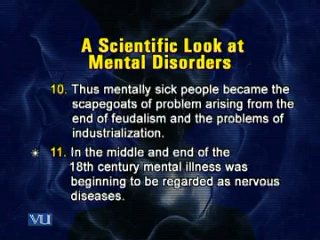 A Scientific Look at
Mental Disorders
10. Thus mentally sick people became the
scapegoats of problem arising from the
end of feudalism and the problems of
industrialization.
11. In the middle and end of the
18th century mental illness was
beginning to be regarded as nervous
diseases.
VU